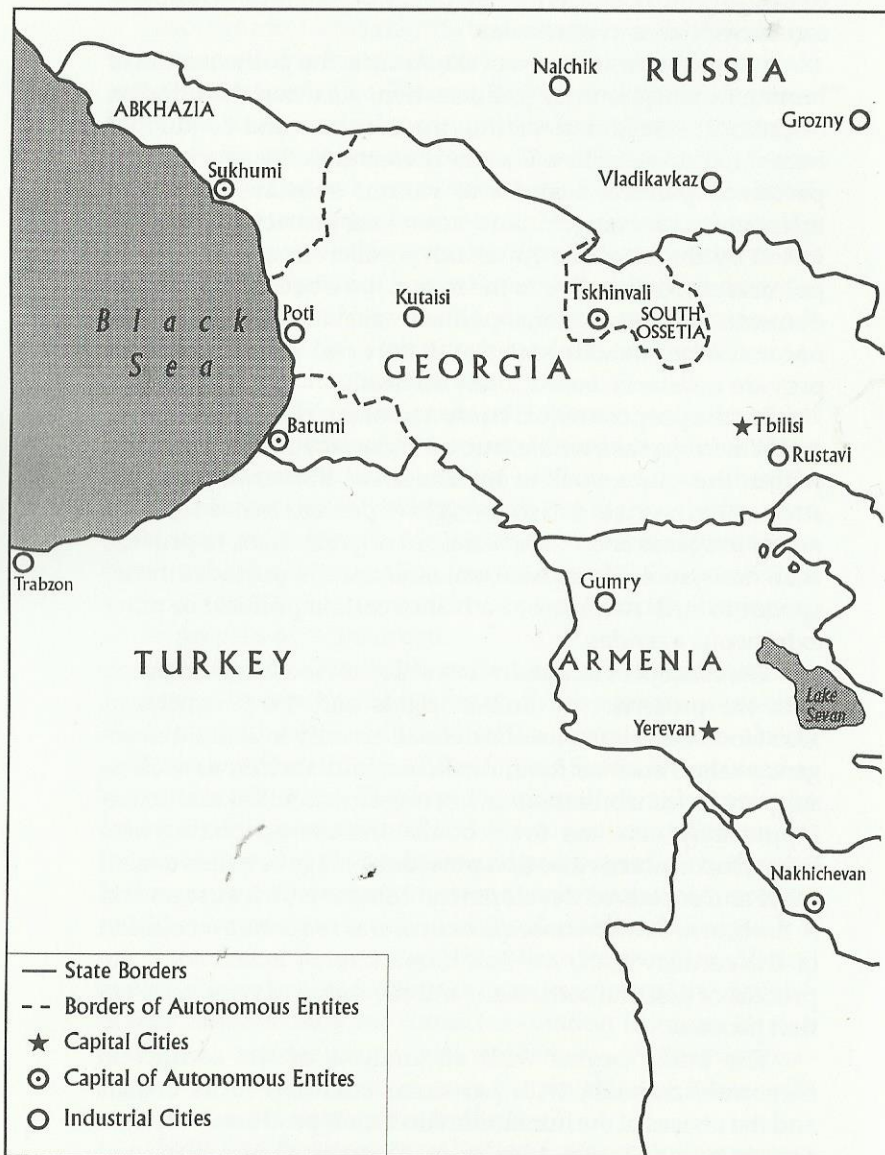 RUSSIA
Nalchik
ABKHAZIA
Grozny
Sukhumi
Vladikavkaz
Black
Sea
Poti
Kutaisi
Tskhinvali
SOUTH
OSSETIA
GEORGIA
Batumi
Tbilisi
Rustavi
Trabzon
Gumry
TURKEY
ARMENIA
Lake
Sevan
Yerevan
Nakhichevan
State Borders
Borders of Autonomous Entites
Capital Cities
Capital of Autonomous Entites
Industrial Cities